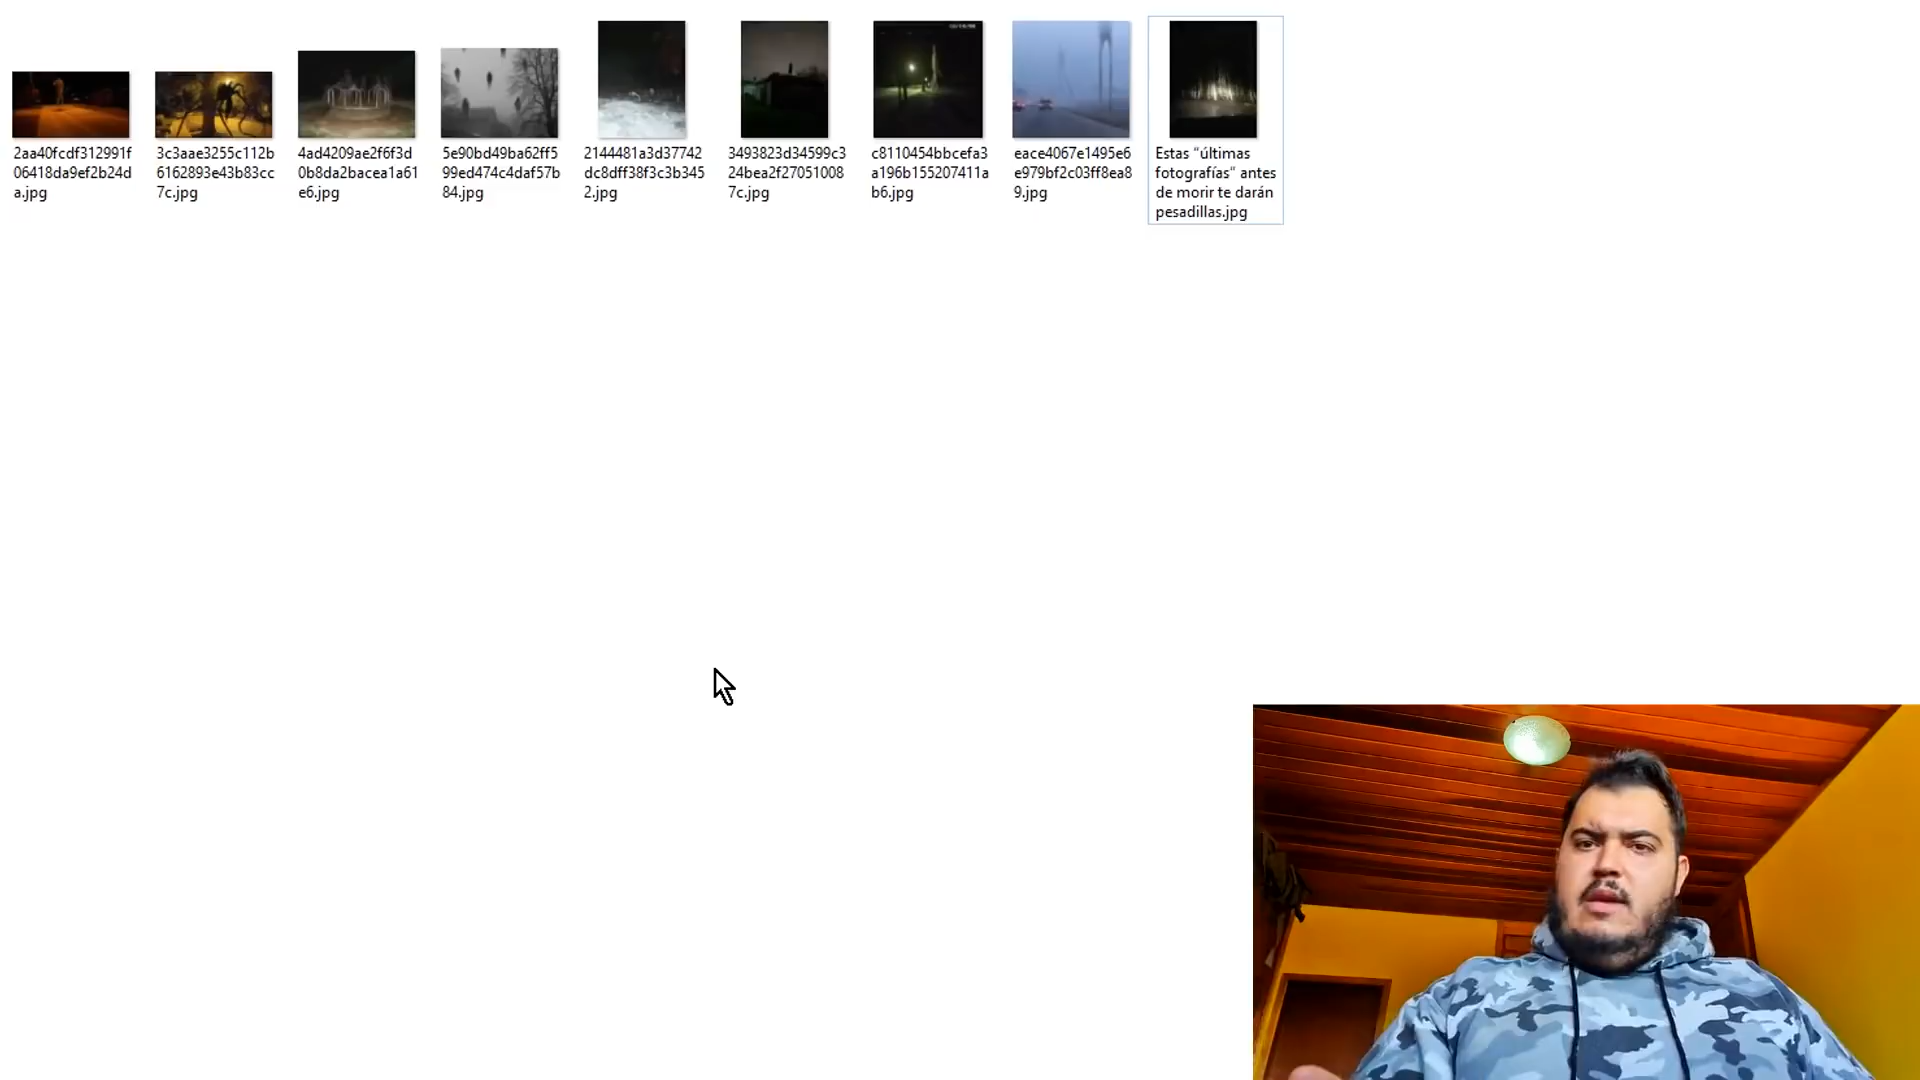 2aa40fcdf312991f
06418da9ef2b24d
a.jpg
3c3aae3255c112b
6162893e43b83cc
7c.jpg
4ad4209ae2f6f3d
0b8da2bacea1a61
e6.jpg
5e90bd49ba62ff5
99ed474c4daf57b
84.jpg
2144481a3d37742
dc8dff38f3c3b345
2.jpg
3493823d34599c3
24bea2f27051008
7c.jpg
c8110454bbcefa3
a196b155207411a
b6.jpg
eace4067e1495e6
e979bf2c03ff8ea8
9.jpg
Estas “últimas
fotografías” antes
de morir te darán
pesadillas.jpg